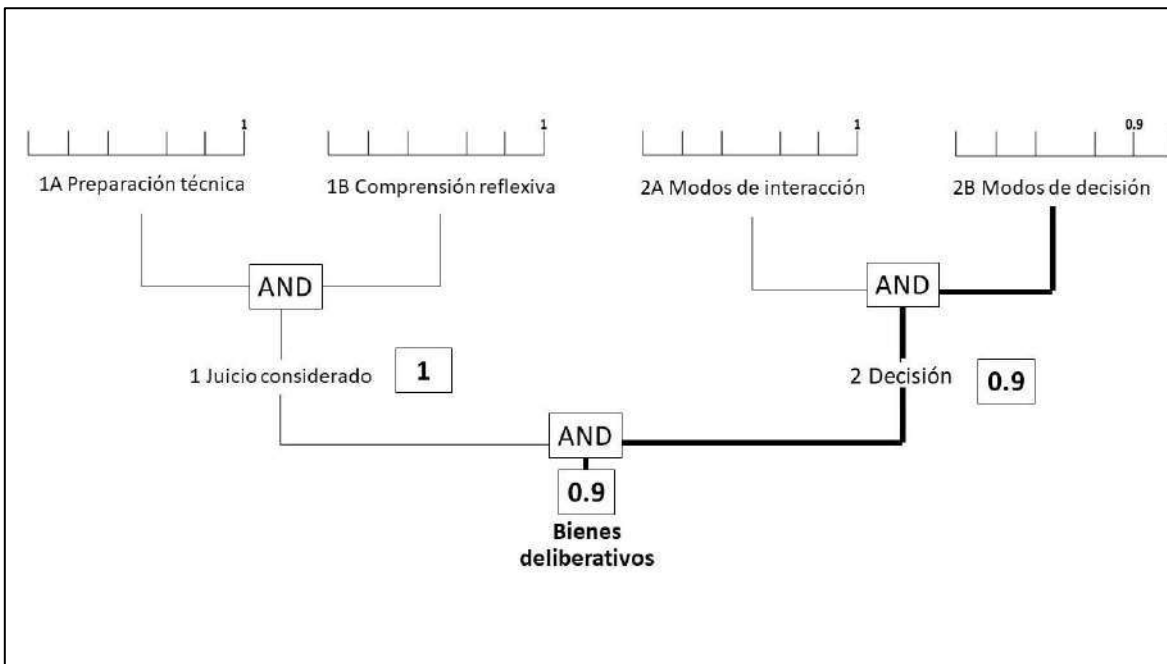 1
1
1
0.9
1A Preparación técnica
1B Comprensión reflexiva
2A Modos de interacción
2B Modos de decisión
AND
AND
1 Juicio considerado
1
2 Decisión
0.9
AND
0.9
Bienes
deliberativos